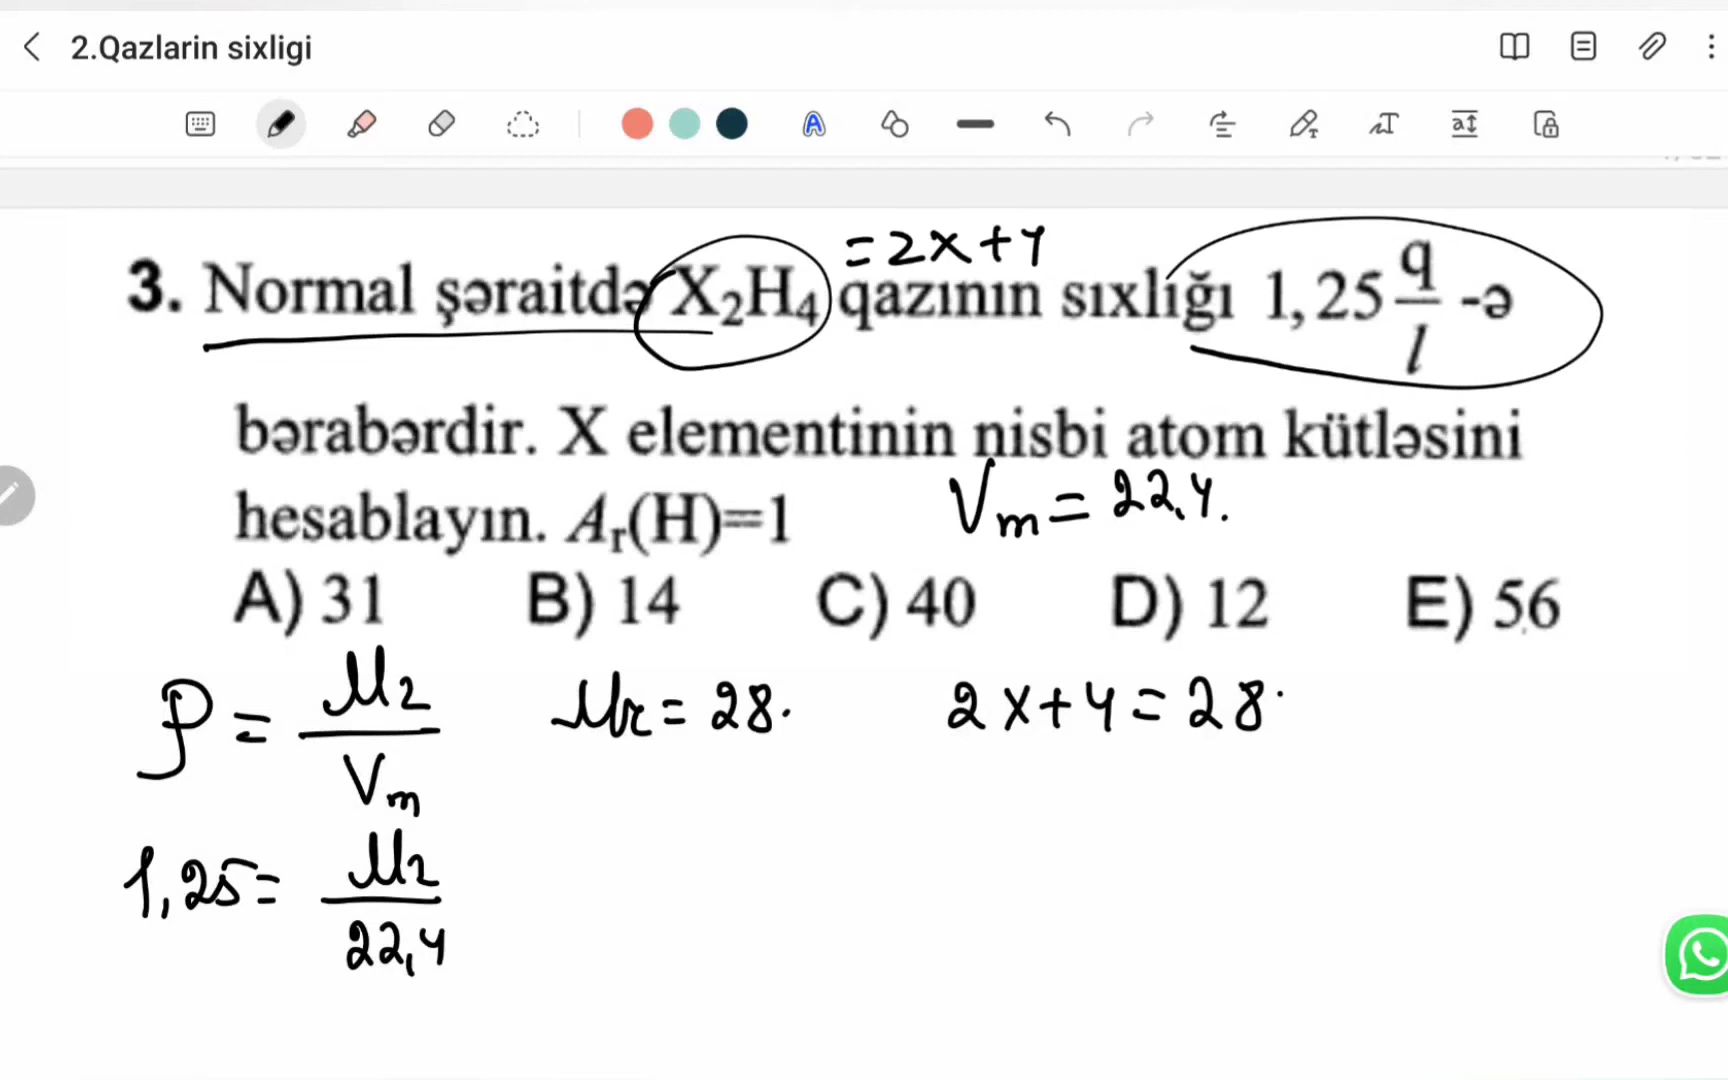 2.Qazlarin sixligi
=2x+4
3. Normal şəraitdə X₂H₄ qazının sıxlığı 1,25 q/l -ə
bərabərdir. X elementinin nisbi atom kütləsini
Vm = 22,4.
hesablayın. Aᵣ(H)=1
A) 31 B) 14 C) 40 D) 12 E) 56
ρ = Mr/Vm Mr = 28. 2x+4=28.
1,25 = Mr/22,4